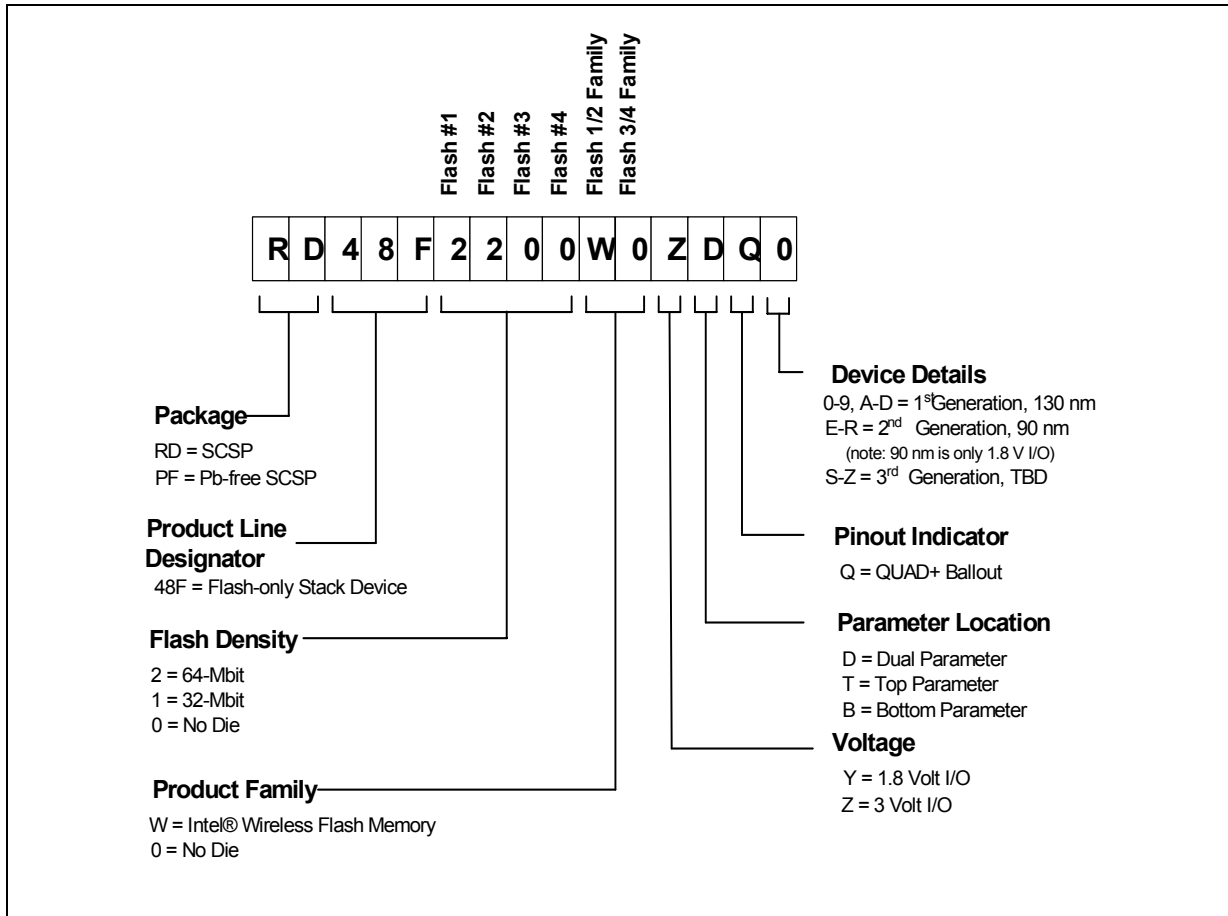 Flash #1
Flash #2
Flash #3
Flash #4
Flash 1/2 Family
Flash 3/4 Family
R D 4 8 F 2 2 0 0 W 0 Z D Q 0
Package
RD = SCSP
PF = Pb-free SCSP
Product Line
Designator
48F = Flash-only Stack Device
Flash Density
2 = 64-Mbit
1 = 32-Mbit
0 = No Die
Product Family
W = Intel® Wireless Flash Memory
0 = No Die
Device Details
0-9, A-D = 1st Generation, 130 nm
E-R = 2nd Generation, 90 nm
(note: 90 nm is only 1.8 V I/O)
S-Z = 3rd Generation, TBD
Pinout Indicator
Q = QUAD+ Ballout
Parameter Location
D = Dual Parameter
T = Top Parameter
B = Bottom Parameter
Voltage
Y = 1.8 Volt I/O
Z = 3 Volt I/O